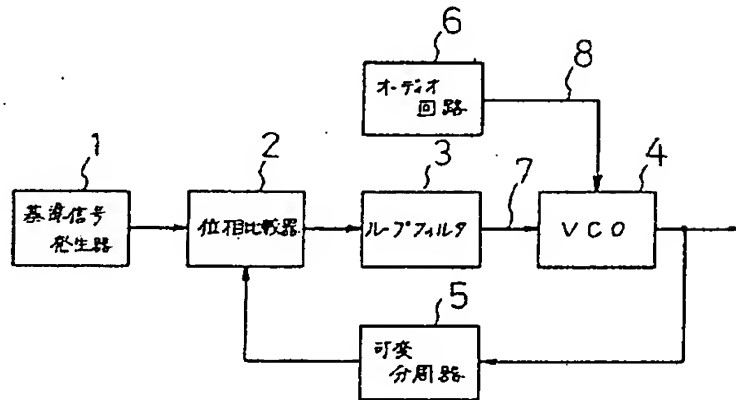 6
オーディオ
回路
8
1
基準信号
発生器
2
位相比較器
3
ループフィルタ
7
4
VCO
5
可変
分周器